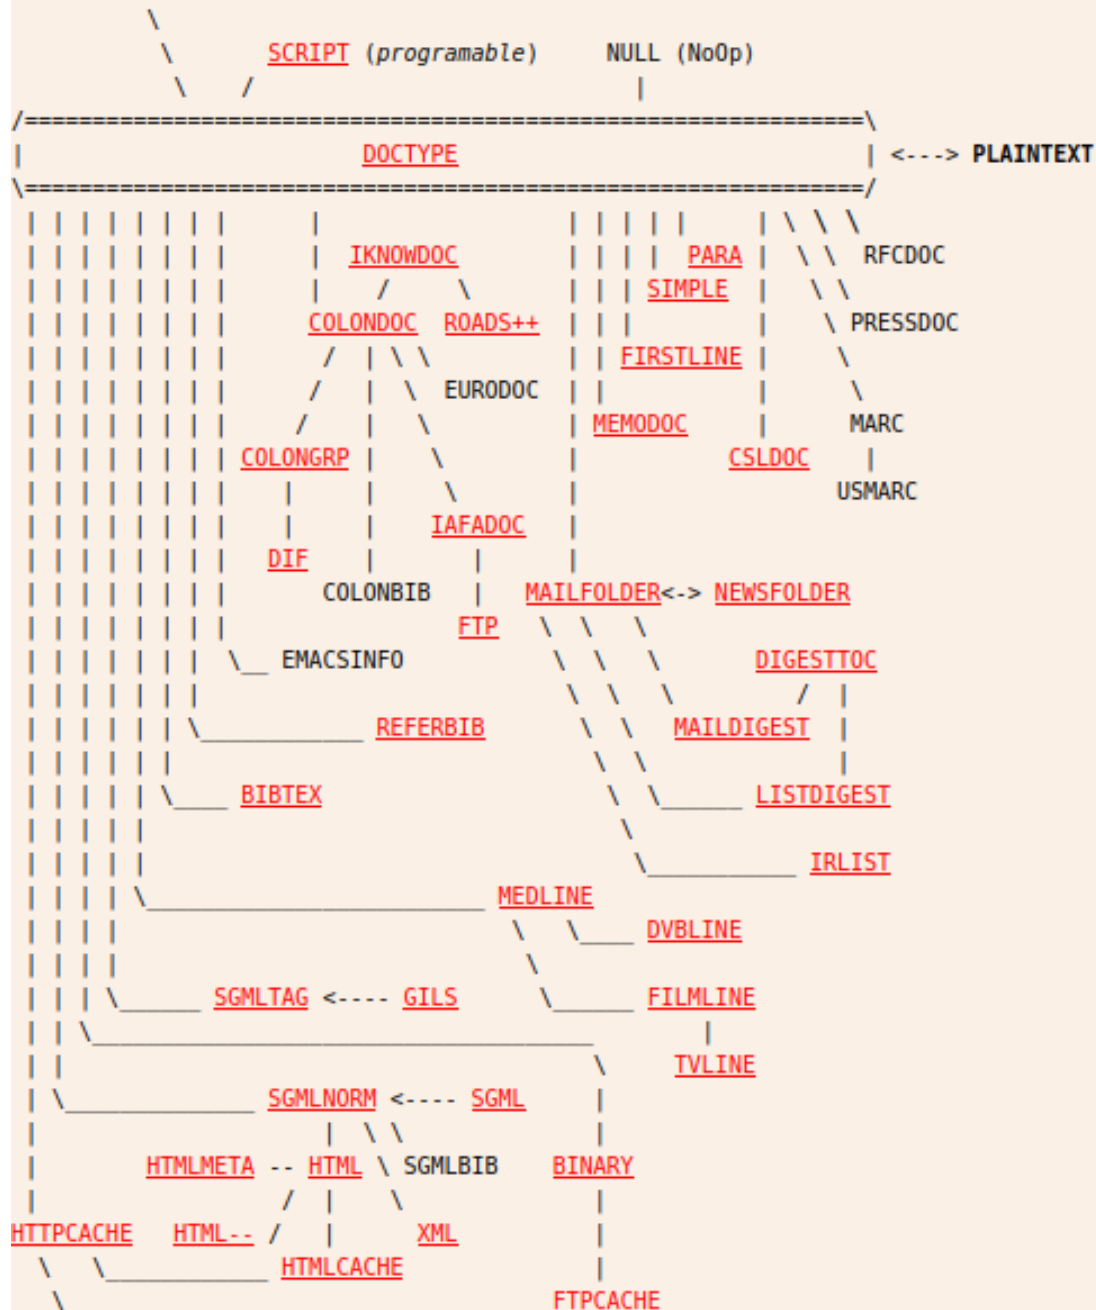 SCRIPT (programable) NULL (NoOp)
DOCTYPE <---> PLAINTEXT
IKNOWDOC PARA RFCDOC
SIMPLE
COLONDOC ROADS++ PRESSDOC
FIRSTLINE
EURODOC
MEMODOC MARC
COLONGRP CSLDOC
USMARC
IAFADOC
DIF
COLONBIB MAILFOLDER<-> NEWSFOLDER
FTP
EMACSINFO DIGESTTOC
REFERBIB MAILDIGEST
BIBTEX LISTDIGEST
IRLIST
MEDLINE
DVBLINE
SGMLTAG <---- GILS FILMLINE
TVLINE
SGMLNORM <---- SGML
HTMLMETA -- HTML SGMLBIB BINARY
HTTPCACHE HTML-- XML
HTMLCACHE
FTPCACHE